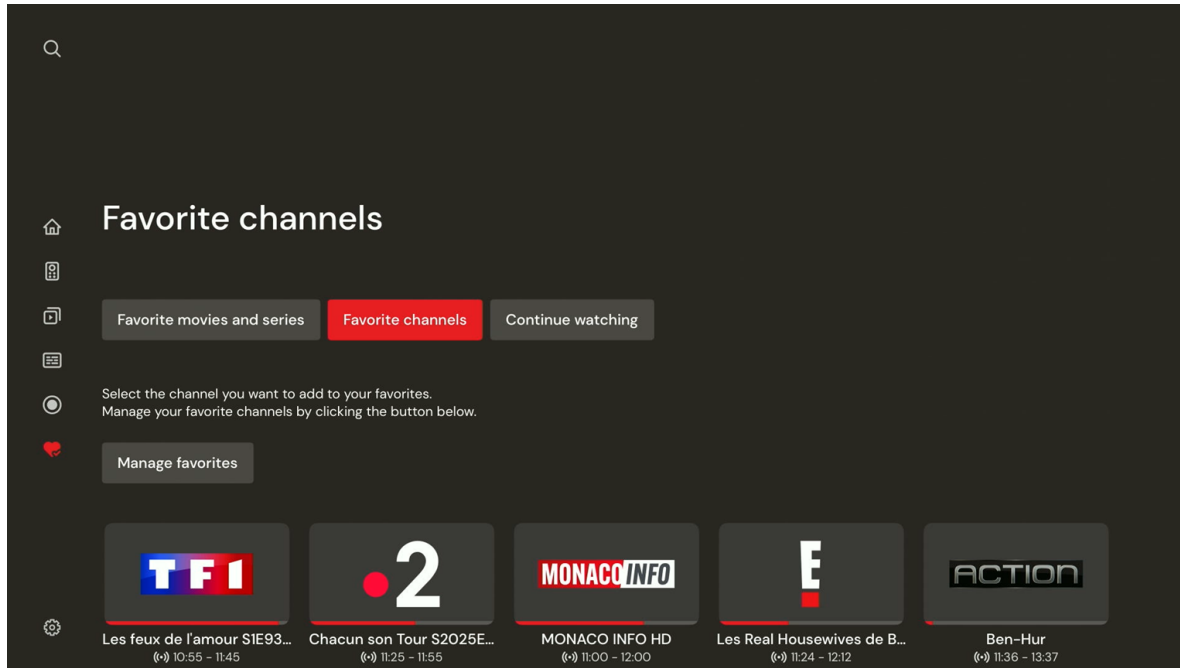 Favorite channels
Favorite movies and series
Favorite channels
Continue watching
Select the channel you want to add to your favorites.
Manage your favorite channels by clicking the button below.
Manage favorites
TF1
2
MONACO INFO
E!
ACTION
Les feux de l'amour S1E93...
Chacun son Tour S2025E...
MONACO INFO HD
Les Real Housewives de B...
Ben-Hur
10:55 - 11:45
11:25 - 11:55
11:00 - 12:00
11:24 - 12:12
11:36 - 13:37